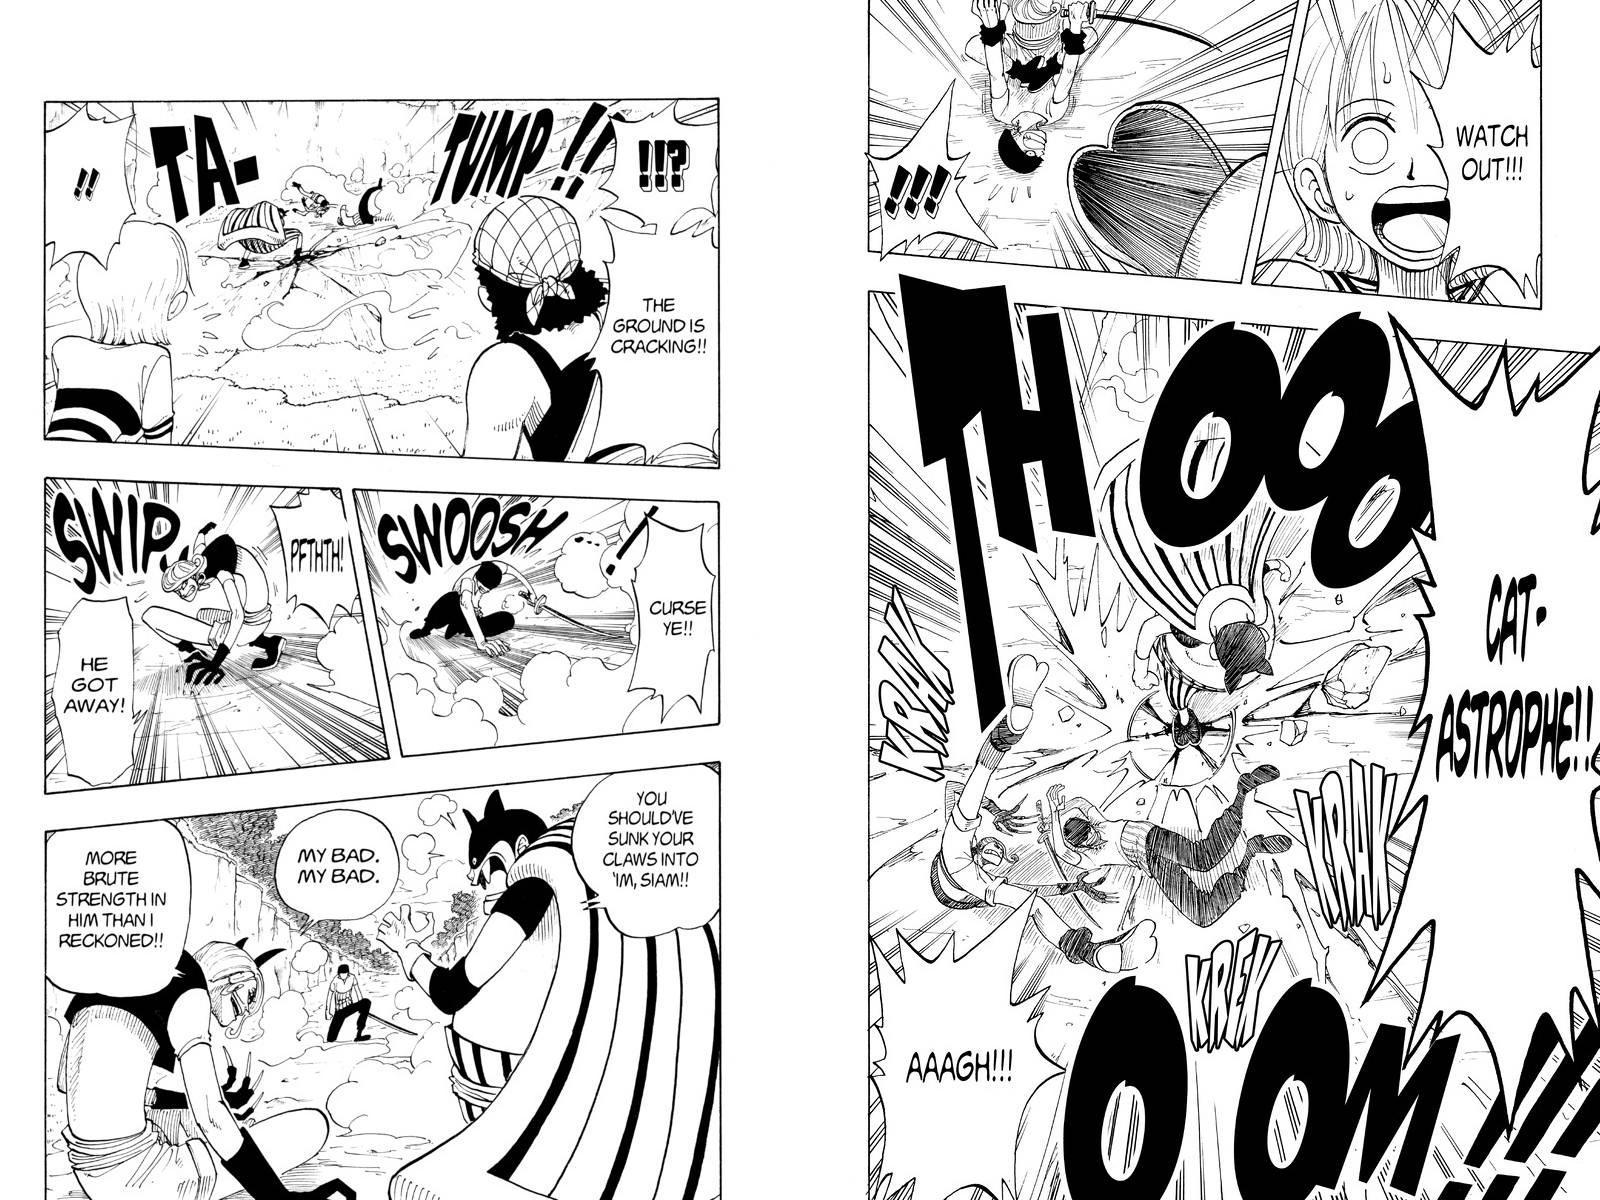 WATCH
OUT!!!
!!!
THOOO
CAT-
ASTROPHE!!
KRAK
KRAK
KREK
AAAGH!!!
OOM!!!
!!?
THE
GROUND IS
CRACKING!!
TA-
TUMP!!
!!
CURSE
YE!!
....!
SWOOSH
PFTHTH!
SWIP
HE
GOT
AWAY!
YOU
SHOULD'VE
SUNK YOUR
CLAWS INTO
'IM, SIAM!!
MY BAD.
MY BAD.
MORE
BRUTE
STRENGTH IN
HIM THAN I
RECKONED!!